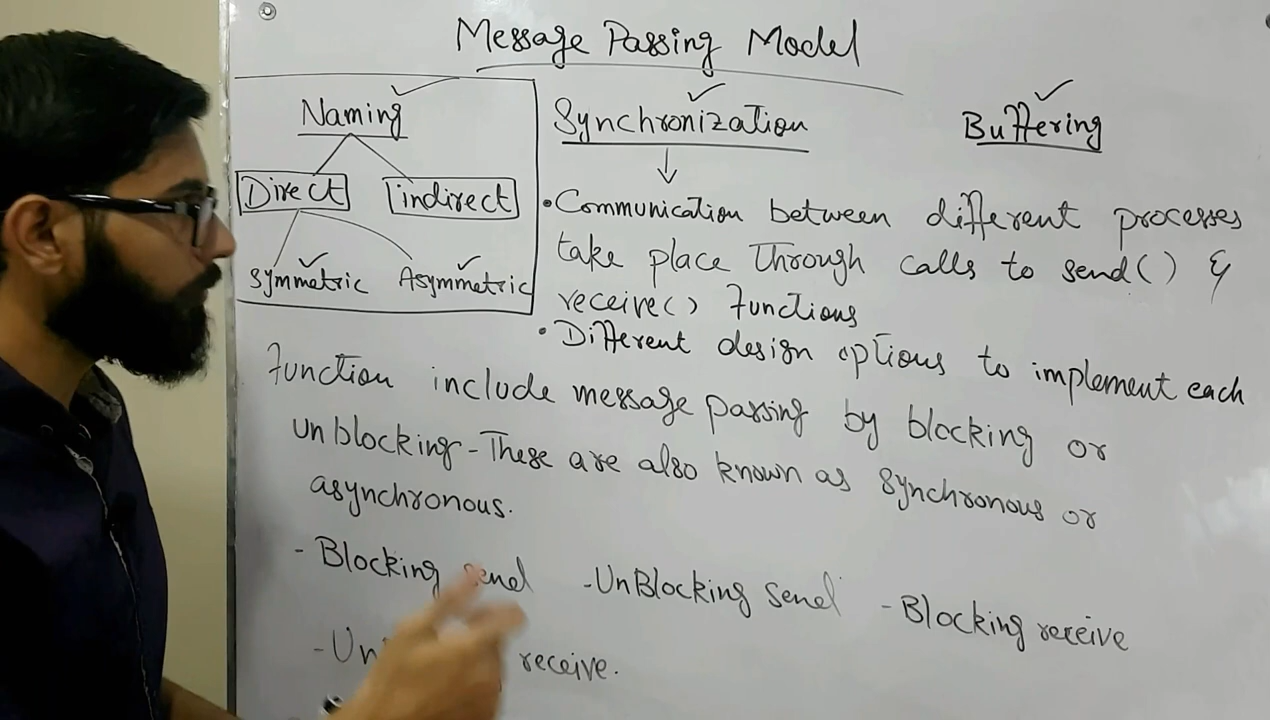 Message Passing Model
Naming
Direct
indirect
Symmetric
Asymmetric
Synchronization
Buffering
•Communication between different processes
take place Through calls to send() &
receive() Functions
•Different design options to implement each
Function include message passing by blocking or
unblocking-These are also known as Synchronous or
asynchronous.
- Blocking send -UnBlocking Send -Blocking receive
receive.